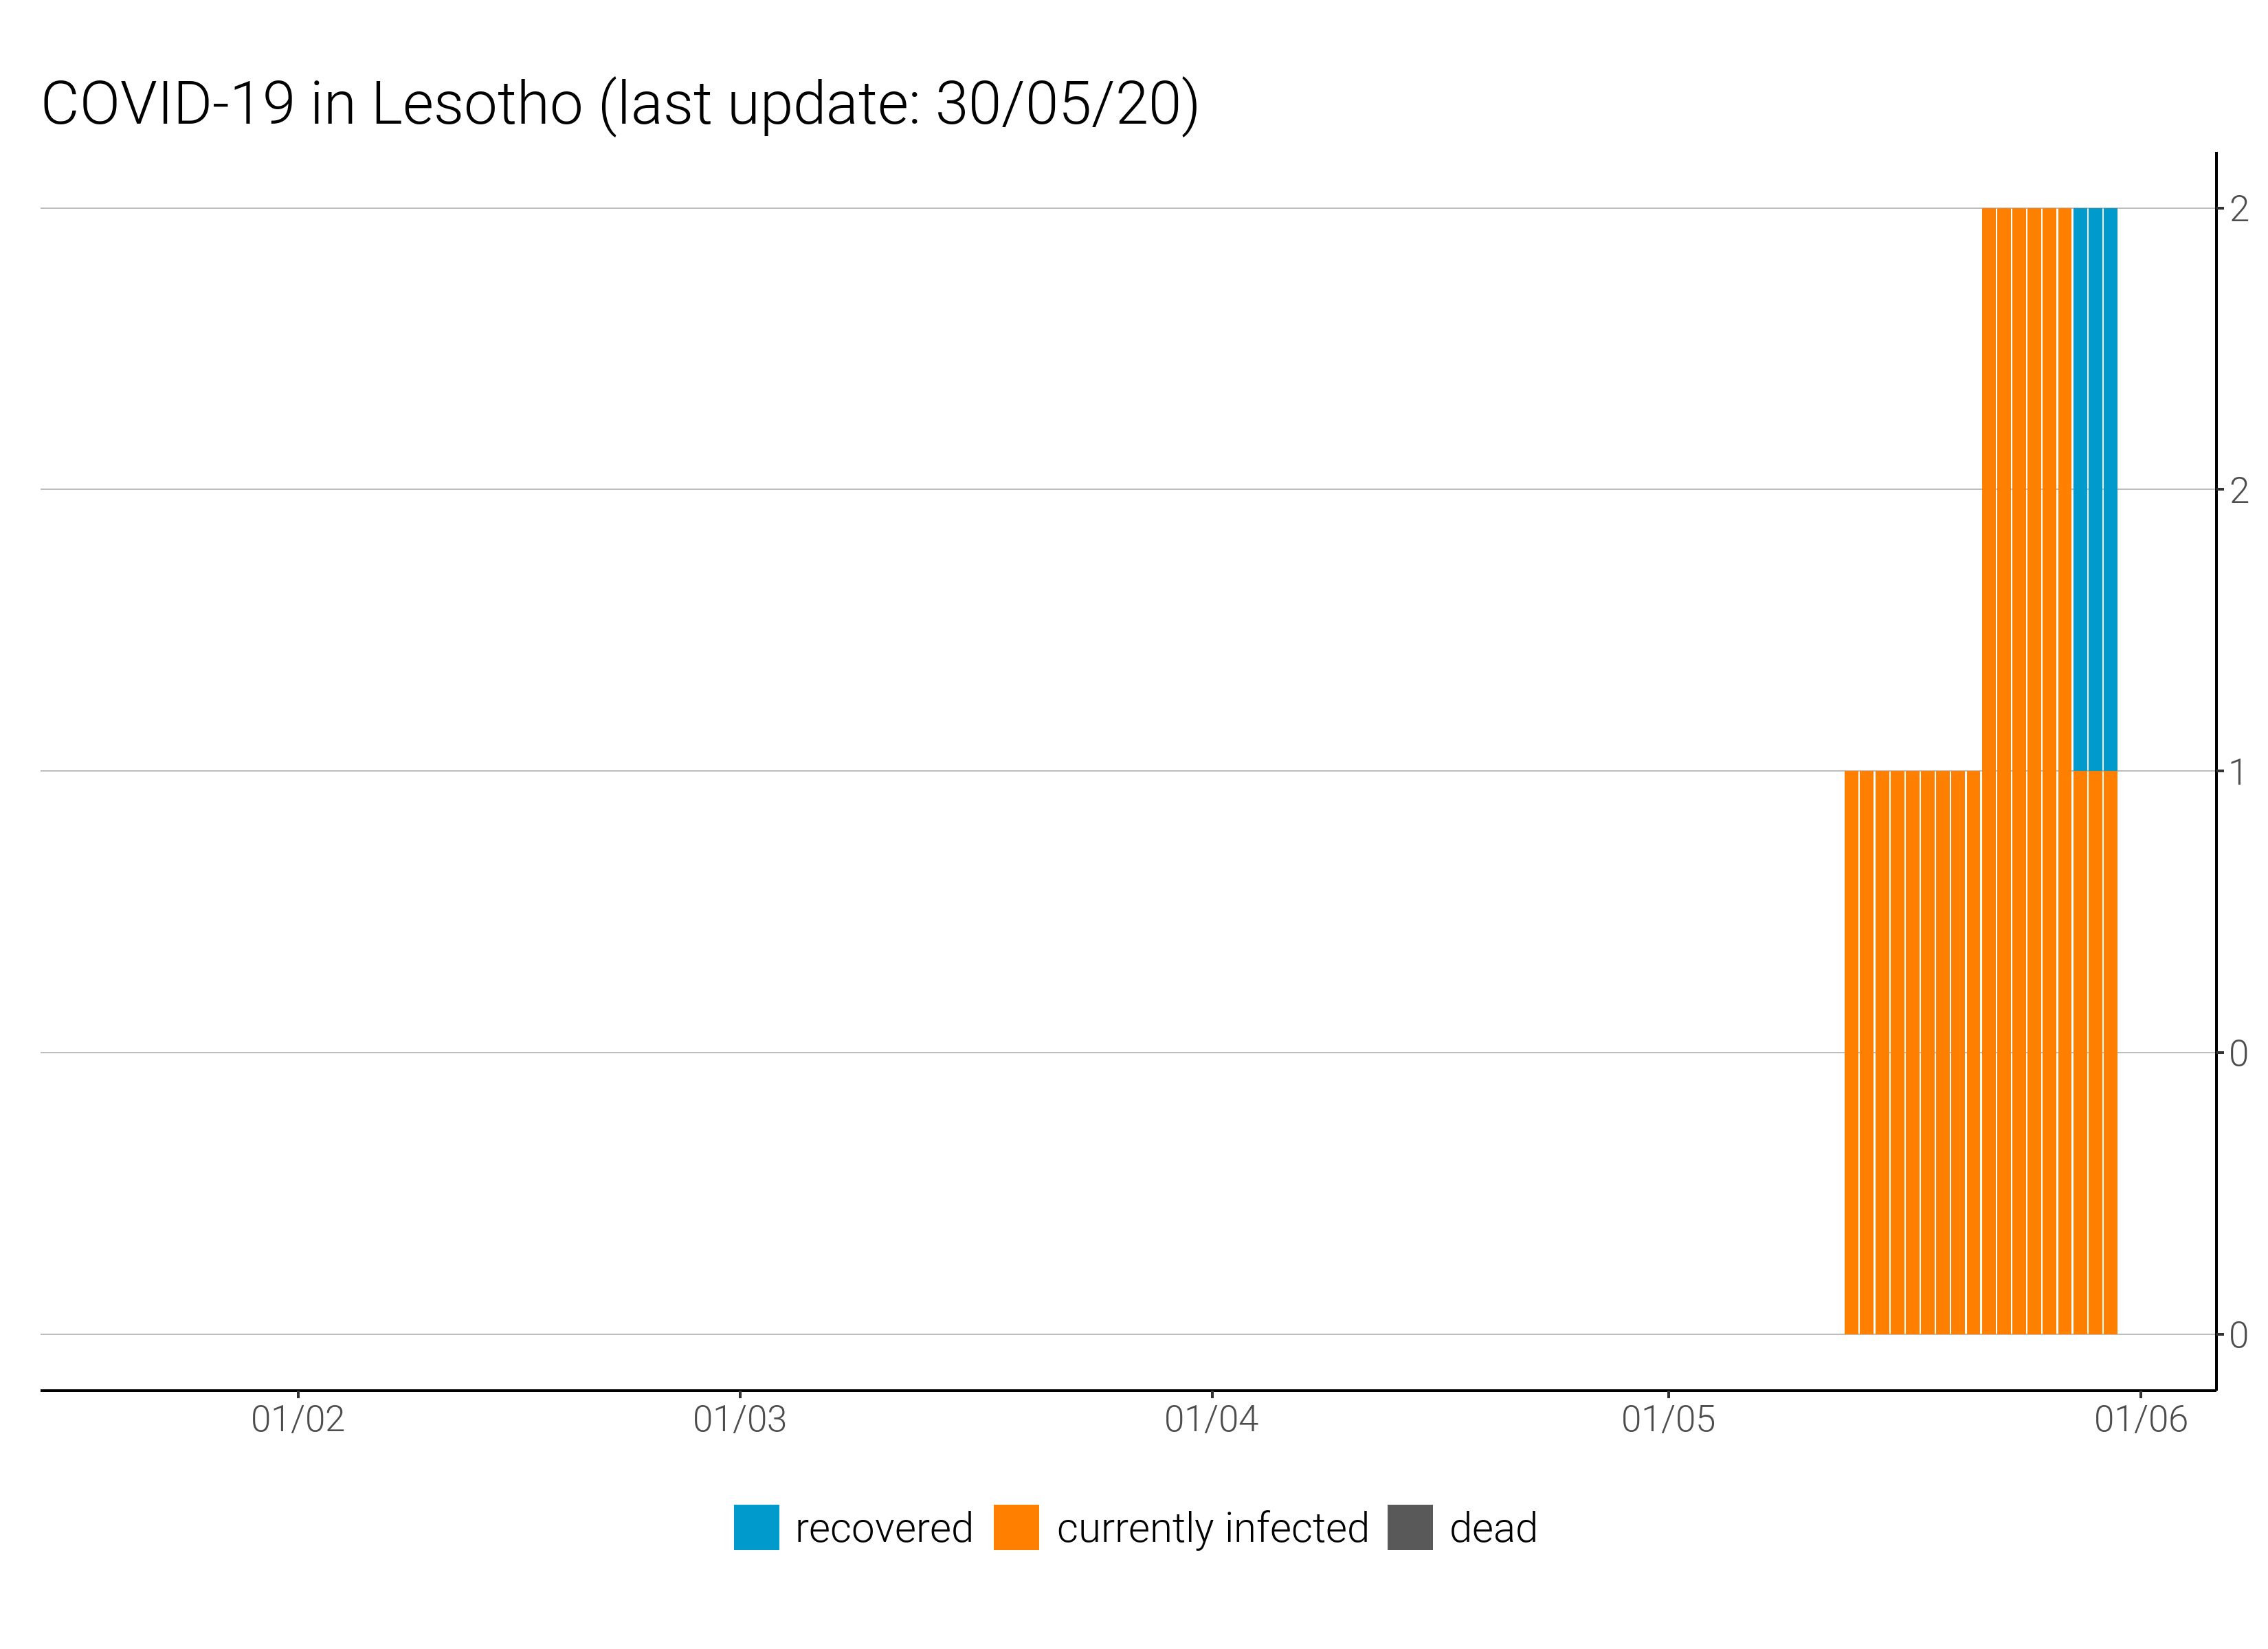 COVID-19 in Lesotho (last update: 30/05/20)
2
2
1
0
0
01/02 01/03 01/04 01/05 01/06
recovered currently infected dead